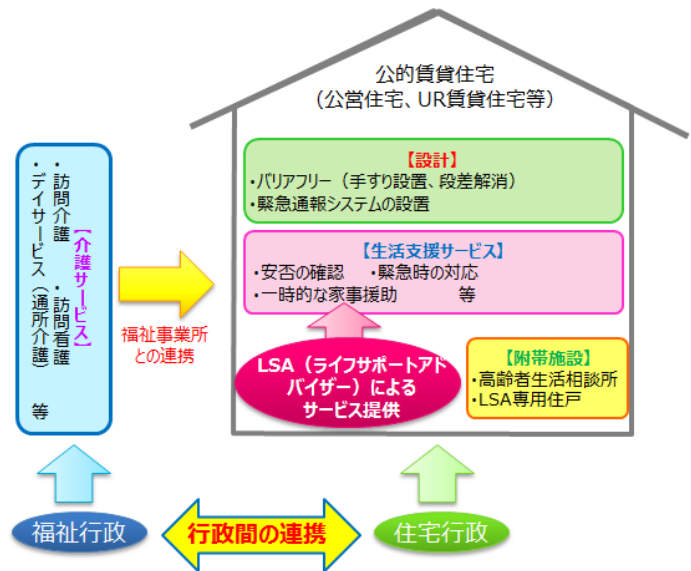 公的賃貸住宅
（公営住宅、UR賃貸住宅等）
【設計】
・バリアフリー（手すり設置、段差解消）
・緊急通報システムの設置
【生活支援サービス】
・安否の確認　・緊急時の対応
・一時的な家事援助　　　等
LSA（ライフサポートアド
バイザー）による
サービス提供
【附帯施設】
・高齢者生活相談所
・LSA専用住戸
【介護サービス】
・訪問介護　・訪問看護
・デイサービス（通所介護）　等
福祉事業所
との連携
福祉行政
行政間の連携
住宅行政